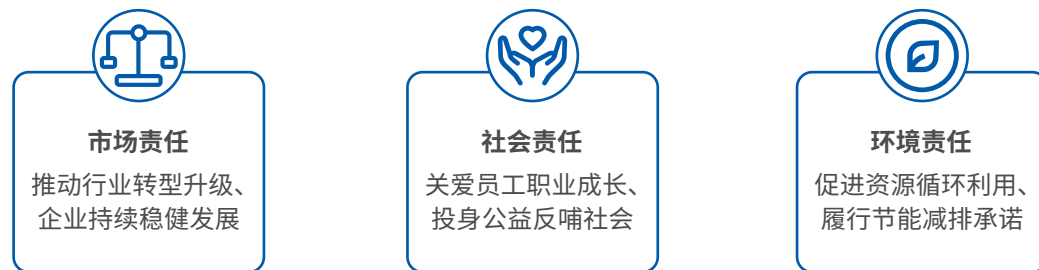 市场责任
推动行业转型升级、
企业持续稳健发展
社会责任
关爱员工职业成长、
投身公益反哺社会
环境责任
促进资源循环利用、
履行节能减排承诺